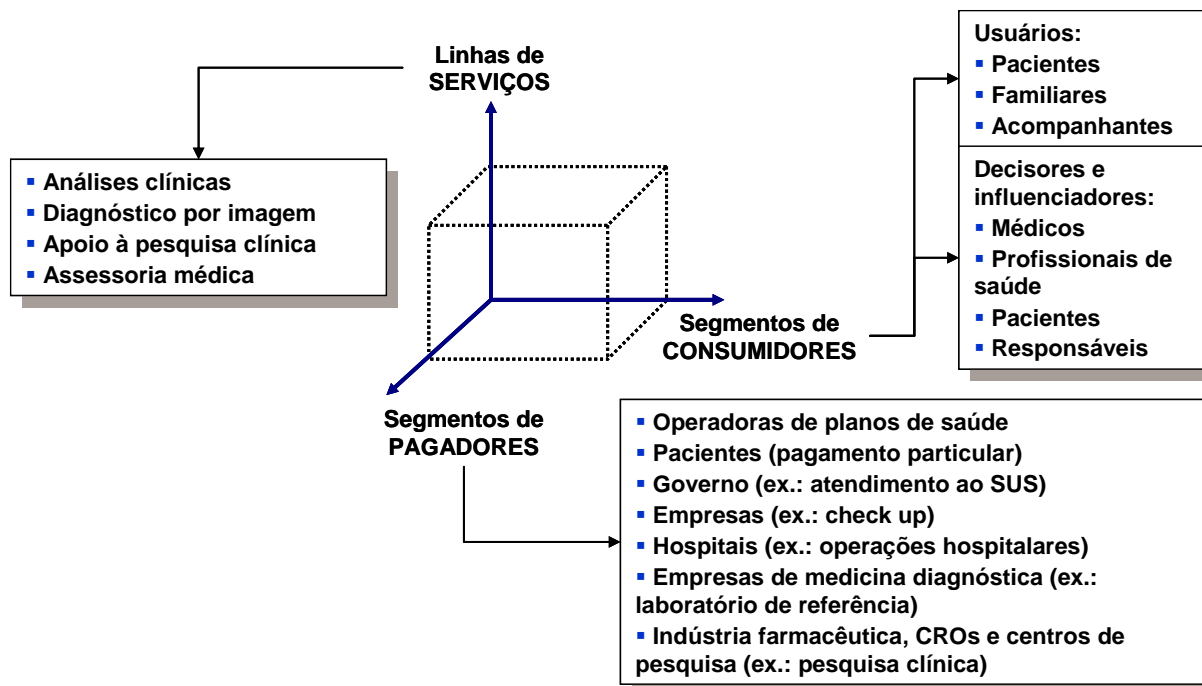 Linhas de
SERVIÇOS
▪ Análises clínicas
▪ Diagnóstico por imagem
▪ Apoio à pesquisa clínica
▪ Assessoria médica
Usuários:
▪ Pacientes
▪ Familiares
▪ Acompanhantes
Decisores e
influenciadores:
▪ Médicos
▪ Profissionais de
saúde
▪ Pacientes
▪ Responsáveis
Segmentos de
CONSUMIDORES
Segmentos de
PAGADORES
▪ Operadoras de planos de saúde
▪ Pacientes (pagamento particular)
▪ Governo (ex.: atendimento ao SUS)
▪ Empresas (ex.: check up)
▪ Hospitais (ex.: operações hospitalares)
▪ Empresas de medicina diagnóstica (ex.:
laboratório de referência)
▪ Indústria farmacêutica, CROs e centros de
pesquisa (ex.: pesquisa clínica)